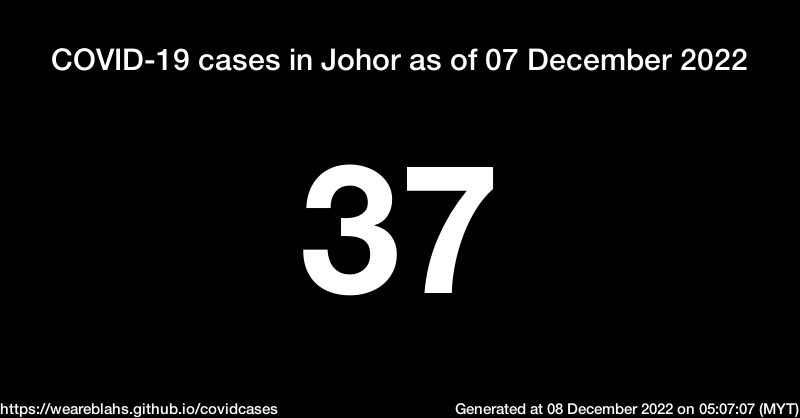 COVID-19 cases in Johor as of 07 December 2022
37
https://weareblahs.github.io/covidcases
Generated at 08 December 2022 on 05:07:07 (MYT)